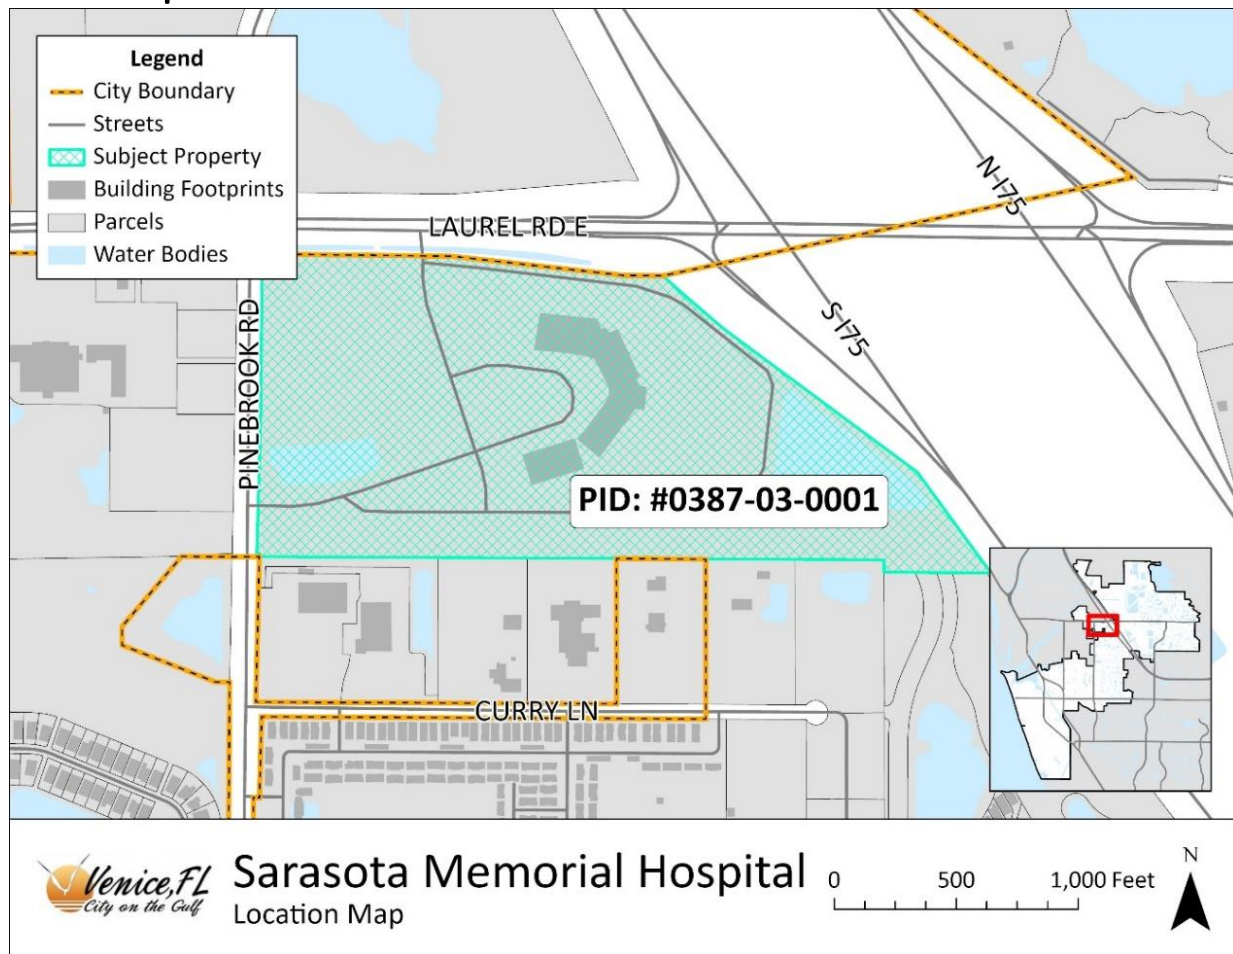 Legend
City Boundary
Streets
Subject Property
Building Footprints
Parcels
Water Bodies
LAUREL RD E
N I75
S I75
PINEBROOK RD
PID: #0387-03-0001
CURRY LN
Venice, FL
City on the Gulf
Sarasota Memorial Hospital
Location Map
0 500 1,000 Feet
N